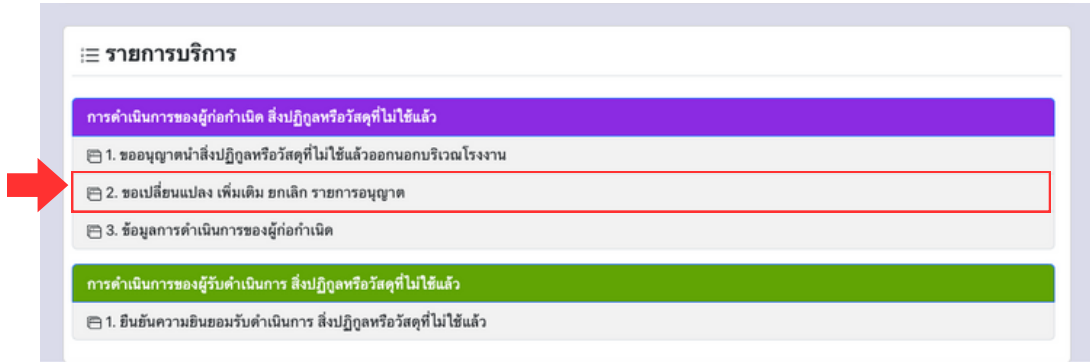 รายการบริการ
การดำเนินการของผู้ก่อกำเนิด สิ่งปฏิกูลหรือวัสดุที่ไม่ใช้แล้ว
1. ขออนุญาตนำสิ่งปฏิกูลหรือวัสดุที่ไม่ใช้แล้วออกนอกบริเวณโรงงาน
2. ขอเปลี่ยนแปลง เพิ่มเติม ยกเลิก รายการอนุญาต
3. ข้อมูลการดำเนินการของผู้ก่อกำเนิด
การดำเนินการของผู้รับดำเนินการ สิ่งปฏิกูลหรือวัสดุที่ไม่ใช้แล้ว
1. ยืนยันความยินยอมรับดำเนินการ สิ่งปฏิกูลหรือวัสดุที่ไม่ใช้แล้ว